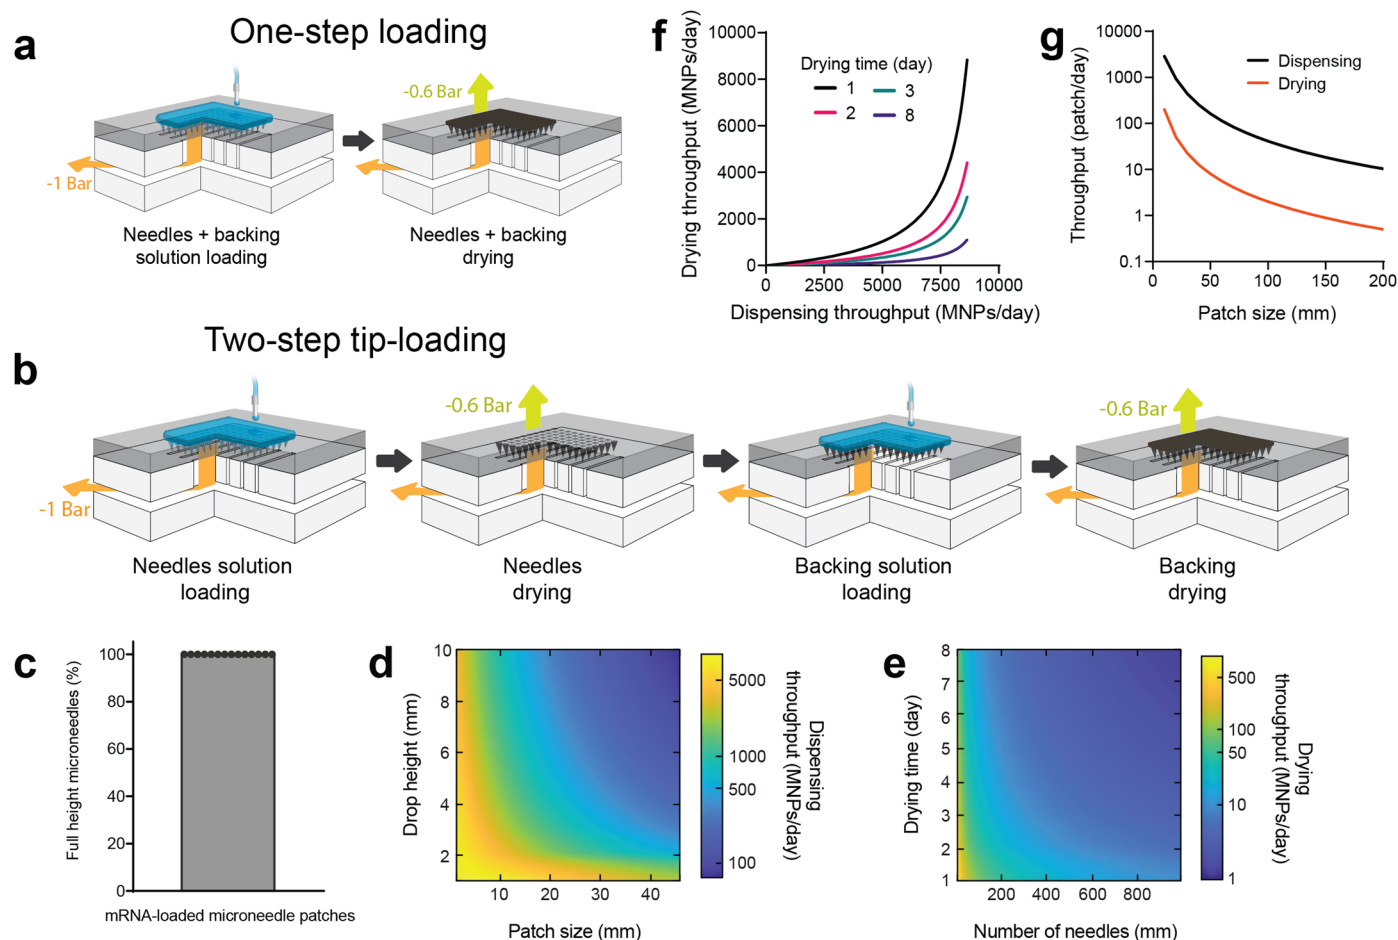 a
One-step loading
-1 Bar
-0.6 Bar
Needles + backing
solution loading
Needles + backing
drying
f
Drying throughput (MNPs/day)
10000
8000
6000
4000
2000
0
0
2500
5000
7500
10000
Dispensing throughput (MNPs/day)
Drying time (day)
1
3
2
8
g
Throughput (patch/day)
10000
1000
100
10
1
0.1
0
50
100
150
200
Patch size (mm)
Dispensing
Drying
b
Two-step tip-loading
-1 Bar
-0.6 Bar
-0.6 Bar
Needles solution
loading
Needles
drying
Backing solution
loading
Backing
drying
c
Full height microneedles (%)
100
80
60
40
20
0
mRNA-loaded microneedle patches
d
Drop height (mm)
10
8
6
4
2
10
20
30
40
Patch size (mm)
5000
1000
500
100
Dispensing
throughput (MNPs/day)
e
Drying time (day)
8
7
6
5
4
3
2
1
200
400
600
800
Number of needles (mm)
500
100
50
10
1
Drying
throughput (MNPs/day)